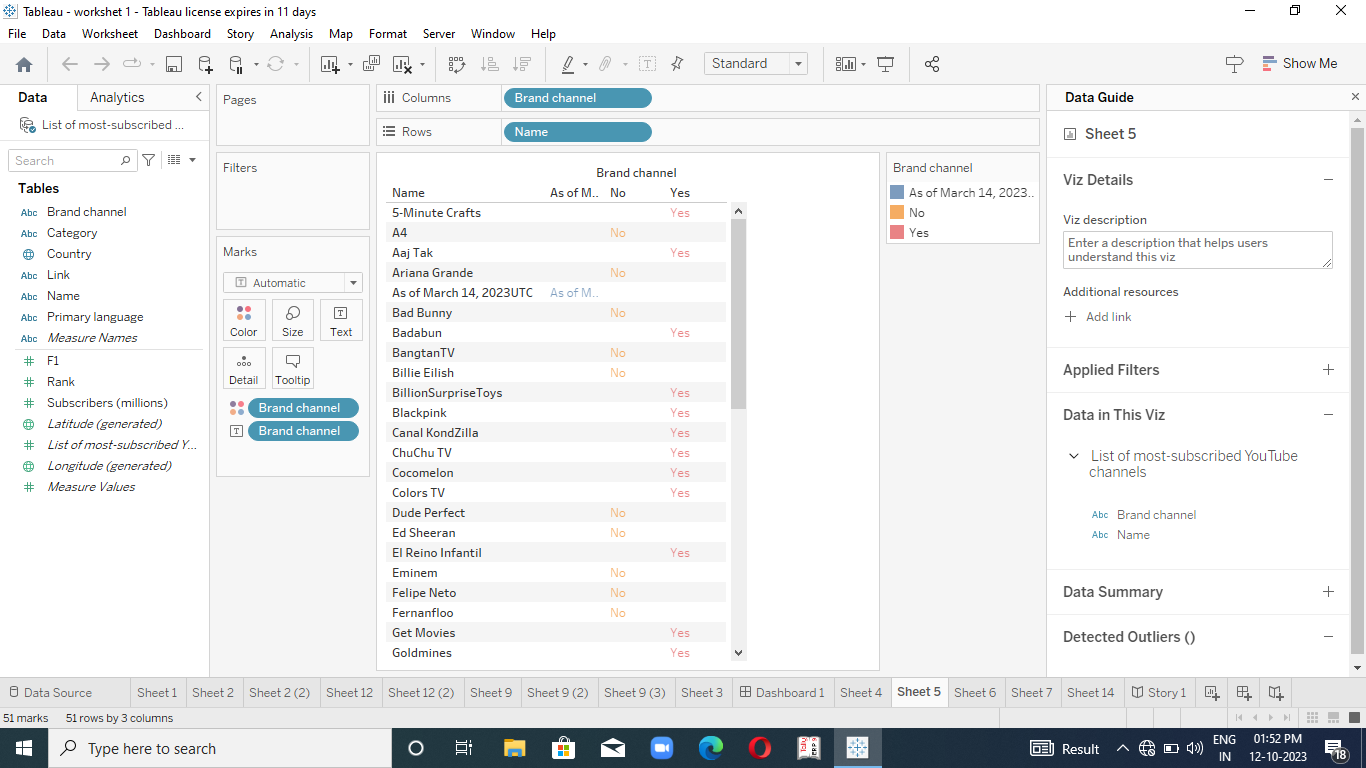 Tableau - workshet 1 - Tableau license expires in 11 days
File Data Worksheet Dashboard Story Analysis Map Format Server Window Help
Standard
Show Me
Data Analytics
List of most-subscribed ...
Search
Tables
Abc Brand channel
Abc Category
Country
Abc Link
Abc Name
Abc Primary language
Abc Measure Names
F1
Rank
Subscribers (millions)
Latitude (generated)
List of most-subscribed Y...
Longitude (generated)
Measure Values
Pages
Filters
Marks
Automatic
Color Size Text
Detail Tooltip
Brand channel
Brand channel
Columns Brand channel
Rows Name
Brand channel
Name As of M.. No Yes
5-Minute Crafts Yes
A4 No
Aaj Tak Yes
Ariana Grande No
As of March 14, 2023UTC As of M..
Bad Bunny No
Badabun Yes
BangtanTV No
Billie Eilish No
BillionSurpriseToys Yes
Blackpink Yes
Canal KondZilla Yes
ChuChu TV Yes
Cocomelon Yes
Colors TV Yes
Dude Perfect No
Ed Sheeran No
El Reino Infantil Yes
Eminem No
Felipe Neto No
Fernanfloo No
Get Movies Yes
Goldmines Yes
Brand channel
As of March 14, 2023..
No
Yes
Data Guide
Sheet 5
Viz Details
Viz description
Enter a description that helps users
understand this viz
Additional resources
Add link
Applied Filters
Data in This Viz
List of most-subscribed YouTube
channels
Abc Brand channel
Abc Name
Data Summary
Detected Outliers ()
Data Source Sheet 1 Sheet 2 Sheet 2 (2) Sheet 12 Sheet 12 (2) Sheet 9 Sheet 9 (2) Sheet 9 (3) Sheet 3 Dashboard 1 Sheet 4 Sheet 5 Sheet 6 Sheet 7 Sheet 14 Story 1
51 marks 51 rows by 3 columns
Type here to search
Result
ENG
IN
01:52 PM
12-10-2023
18